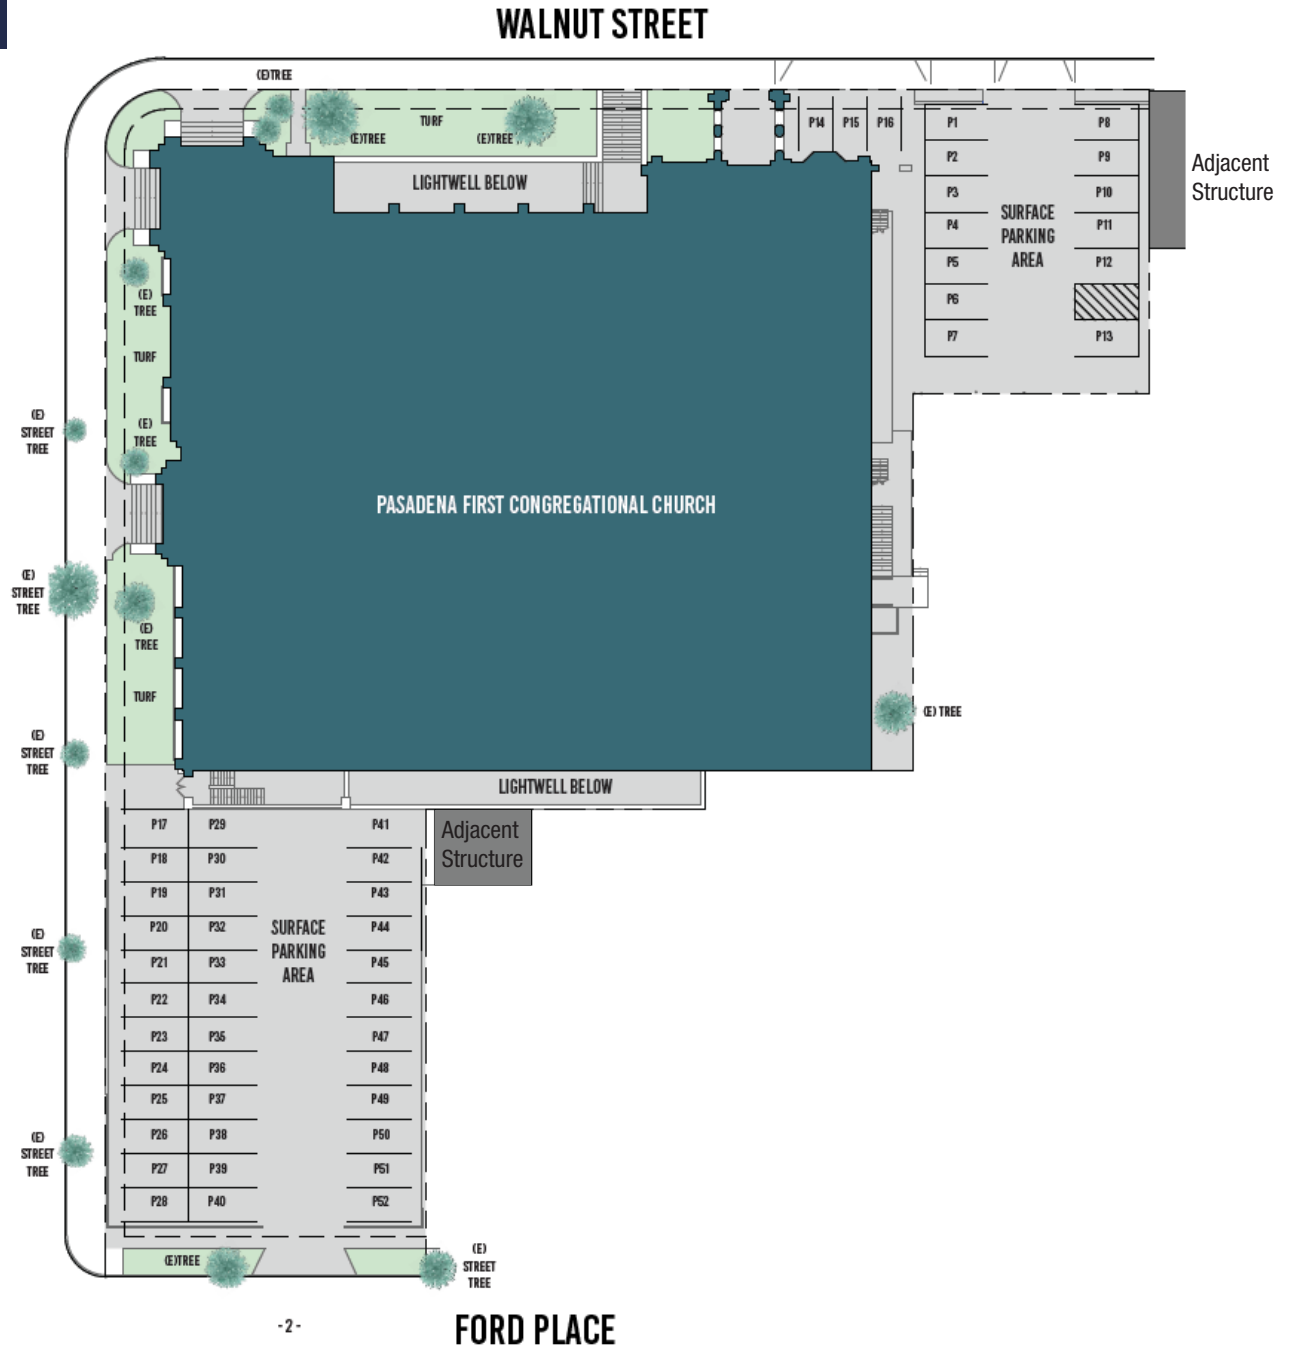 WALNUT STREET
(E)TREE
TURF
(E)TREE
(E)TREE
P14
P15
P16
P1
P8
P2
P9
Adjacent
Structure
LIGHTWELL BELOW
P3
P10
SURFACE
PARKING
AREA
P4
P11
P5
P12
P6
P7
P13
(E)
TREE
TURF
(E)
STREET
TREE
(E)
TREE
PASADENA FIRST CONGREGATIONAL CHURCH
(E)
STREET
TREE
(E)
TREE
TURF
(E) TREE
(E)
STREET
TREE
LIGHTWELL BELOW
P17
P29
P41
Adjacent
Structure
P18
P30
P42
P19
P31
P43
P20
P32
P44
SURFACE
PARKING
AREA
(E)
STREET
TREE
P21
P33
P45
P22
P34
P46
P23
P35
P47
P24
P36
P48
P25
P37
P49
P26
P38
P50
(E)
STREET
TREE
P27
P39
P51
P28
P40
P52
(E)TREE
(E)
STREET
TREE
- 2 -
FORD PLACE